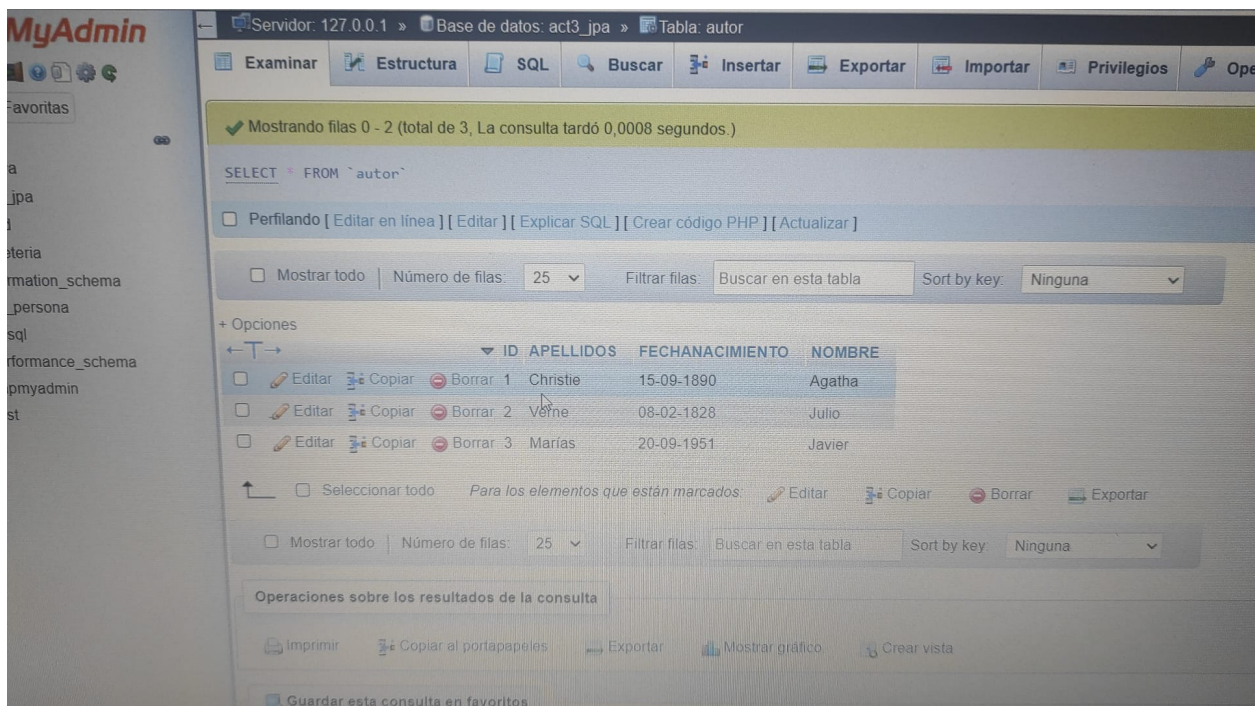 MyAdmin
Servidor: 127.0.0.1 » Base de datos: act3_jpa » Tabla: autor
Examinar Estructura SQL Buscar Insertar Exportar Importar Privilegios Ope
Favoritas
Mostrando filas 0 - 2 (total de 3, La consulta tardó 0,0008 segundos.)
a
SELECT * FROM `autor`
_jpa
Perfilando [ Editar en línea ] [ Editar ] [ Explicar SQL ] [ Crear código PHP ] [ Actualizar ]
eteria
rmation_schema
Mostrar todo | Número de filas: 25 Filtrar filas: Buscar en esta tabla Sort by key: Ninguna
_persona
sql
+ Opciones
rformance_schema
←T→ ID APELLIDOS FECHANACIMIENTO NOMBRE
pmyadmin
Editar Copiar Borrar 1 Christie 15-09-1890 Agatha
st
Editar Copiar Borrar 2 Verne 08-02-1828 Julio
Editar Copiar Borrar 3 Marías 20-09-1951 Javier
Seleccionar todo Para los elementos que están marcados: Editar Copiar Borrar Exportar
Mostrar todo | Número de filas: 25 Filtrar filas: Buscar en esta tabla Sort by key: Ninguna
Operaciones sobre los resultados de la consulta
Imprimir Copiar al portapapeles Exportar Mostrar gráfico Crear vista
Guardar esta consulta en favoritos